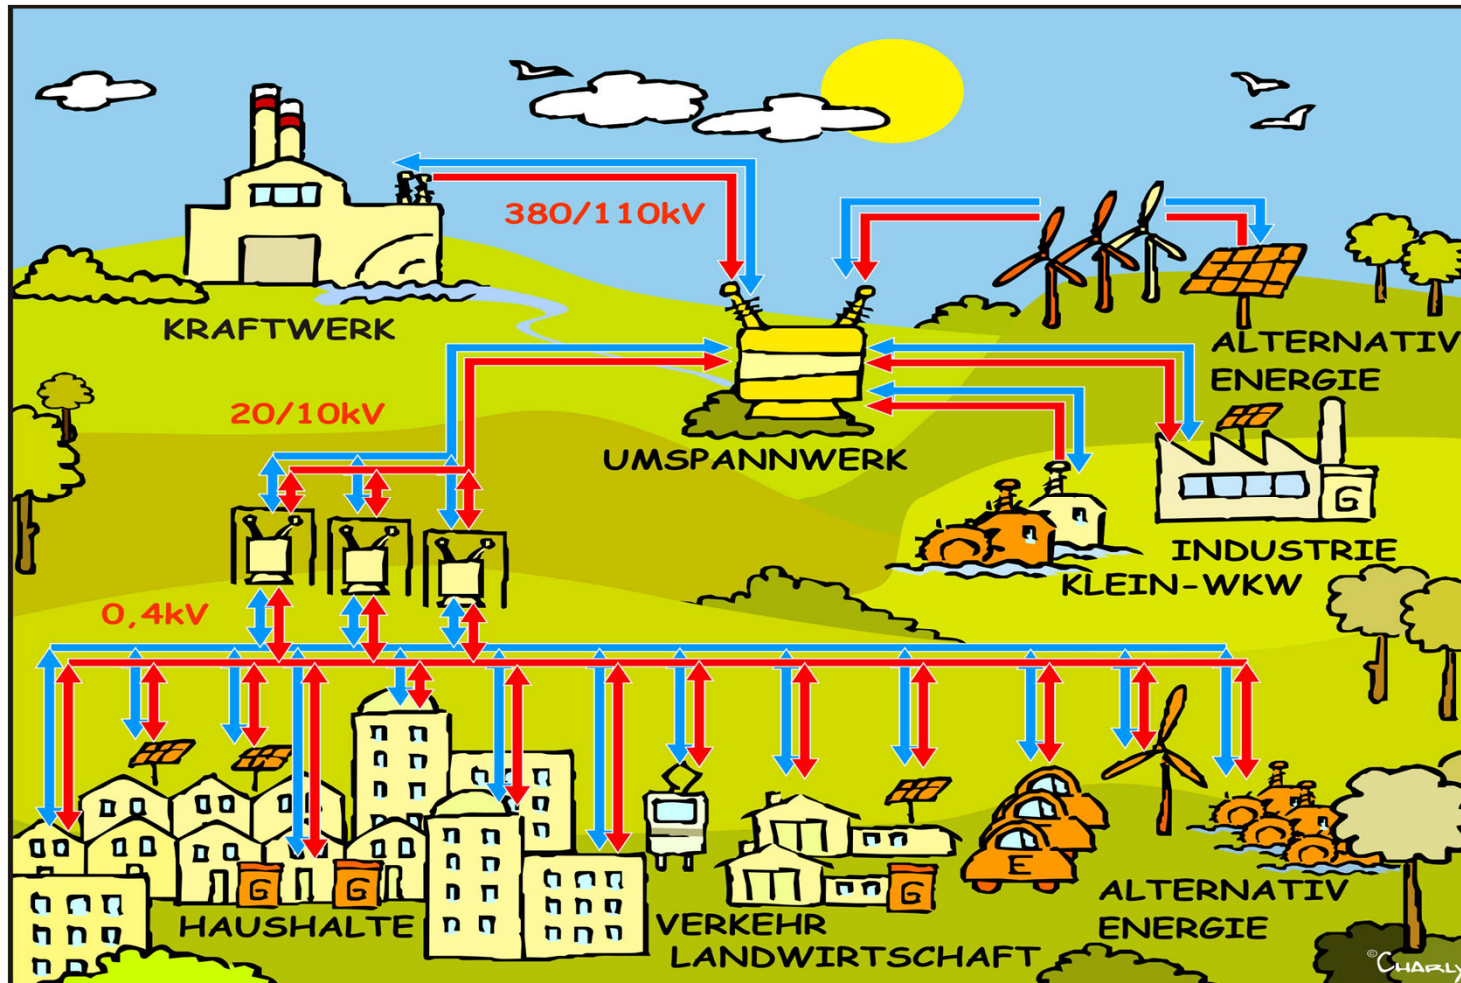 380/110kV
KRAFTWERK
ALTERNATIV
ENERGIE
20/10kV
UMSPANNWERK
G
INDUSTRIE
KLEIN-WKW
0,4kV
G
G
HAUSHALTE
VERKEHR
LANDWIRTSCHAFT
G
E
ALTERNATIV
ENERGIE
©CHARLY